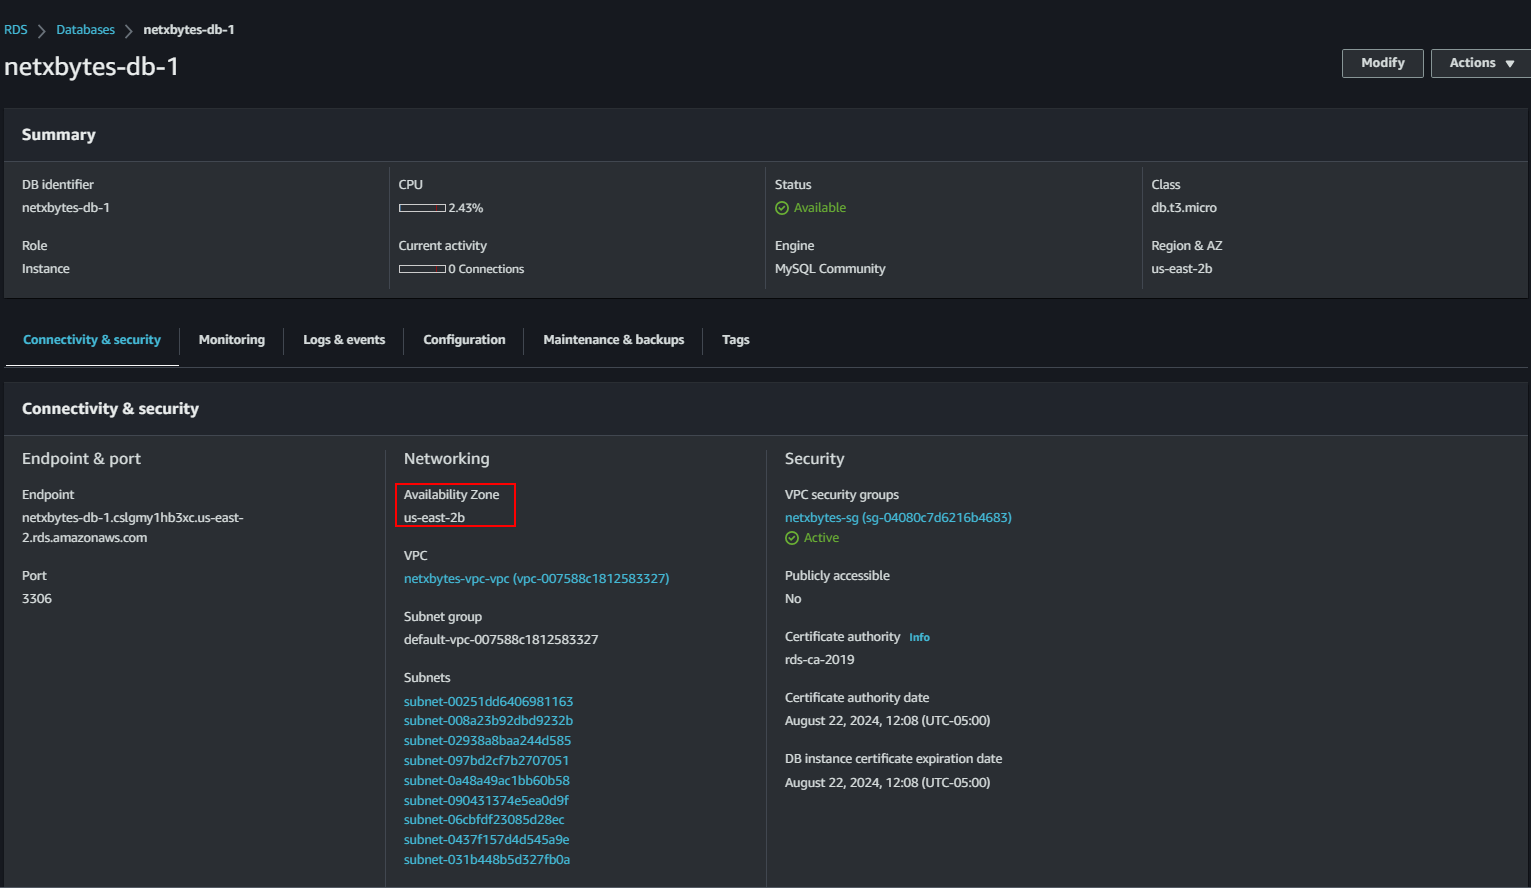 RDS
Databases
netxbytes-db-1
netxbytes-db-1
Modify
Actions
Summary
DB identifier
netxbytes-db-1
CPU
2.43%
Status
Available
Class
db.t3.micro
Role
Instance
Current activity
0 Connections
Engine
MySQL Community
Region & AZ
us-east-2b
Connectivity & security
Monitoring
Logs & events
Configuration
Maintenance & backups
Tags
Connectivity & security
Endpoint & port
Endpoint
netxbytes-db-1.cslgmy1hb3xc.us-east-
2.rds.amazonaws.com
Port
3306
Networking
Availability Zone
us-east-2b
VPC
netxbytes-vpc-vpc (vpc-007588c1812583327)
Subnet group
default-vpc-007588c1812583327
Subnets
subnet-00251dd6406981163
subnet-008a23b92dbd9232b
subnet-02938a8baa244d585
subnet-097bd2cf7b2707051
subnet-0a48a49ac1bb60b58
subnet-090431374e5ea0d9f
subnet-06cbfdf23085d28ec
subnet-0437f157d4d545a9e
subnet-031b448b5d327fb0a
Security
VPC security groups
netxbytes-sg (sg-04080c7d6216b4683)
Active
Publicly accessible
No
Certificate authority Info
rds-ca-2019
Certificate authority date
August 22, 2024, 12:08 (UTC-05:00)
DB instance certificate expiration date
August 22, 2024, 12:08 (UTC-05:00)